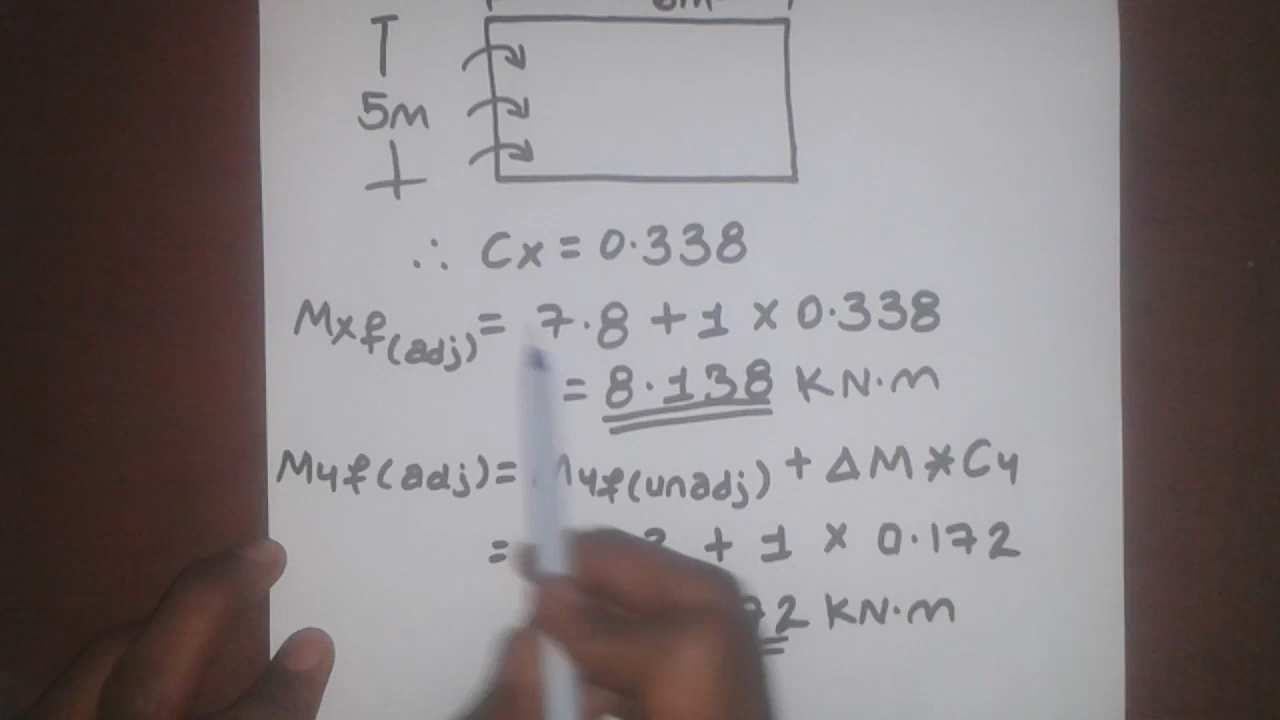 5m
∴ Cx = 0.338
Mxf(adj) = 7.8 + 1 × 0.338
= 8.138 KN.m
Myf(adj) = Myf(unadj) + ΔM * Cy
= + 1 × 0.172
2 KN.m